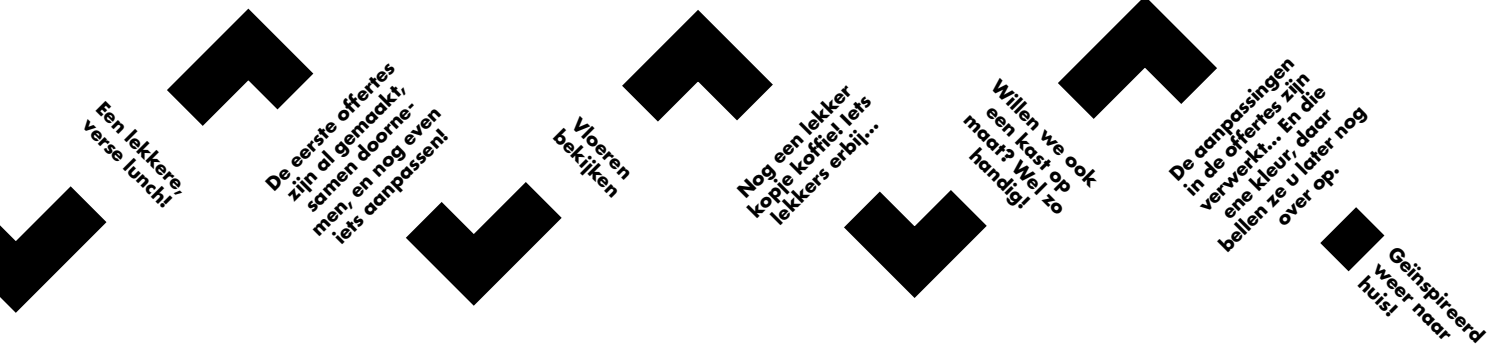 Een lekkere,
verse lunch!
De eerste offertes
zijn al gemaakt,
samen doorne-
men, en nog even
iets aanpassen!
Vloeren
bekijken
Nog een lekker
kopje koffie! Iets
lekkers erbij...
Willen we ook
een kast op
maat? Wel zo
handig!
De aanpassingen
in de offertes zijn
verwerkt... En die
ene kleur, daar
bellen ze u later nog
over op.
Geïnspireerd
weer naar
huis!